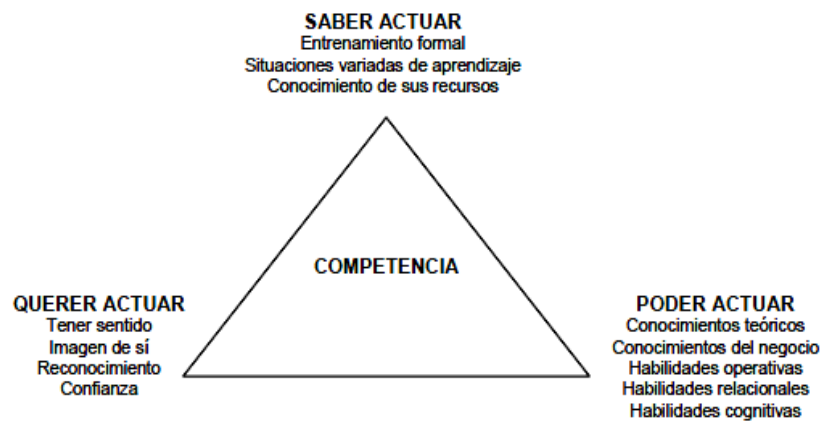 SABER ACTUAR
Entrenamiento formal
Situaciones variadas de aprendizaje
Conocimiento de sus recursos
COMPETENCIA
QUERER ACTUAR
Tener sentido
Imagen de sí
Reconocimiento
Confianza
PODER ACTUAR
Conocimientos teóricos
Conocimientos del negocio
Habilidades operativas
Habilidades relacionales
Habilidades cognitivas